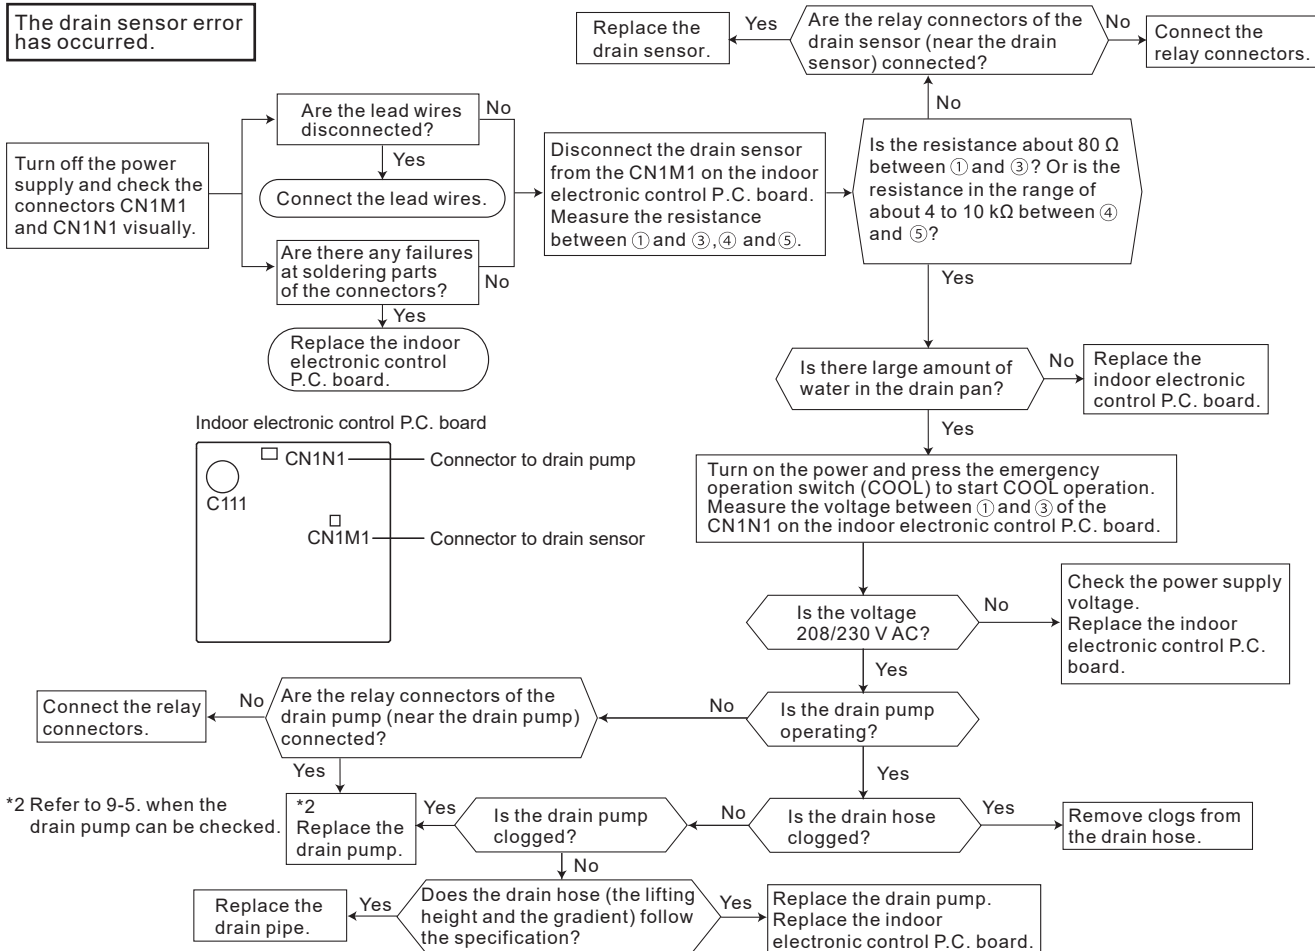 The drain sensor error
has occurred.
Replace the
drain sensor.
Yes
Are the relay connectors of the
drain sensor (near the drain
sensor) connected?
No
Connect the
relay connectors.
No
Turn off the power
supply and check the
connectors CN1M1
and CN1N1 visually.
Are the lead wires
disconnected?
No
Yes
Connect the lead wires.
Are there any failures
at soldering parts
of the connectors?
No
Yes
Replace the indoor
electronic control
P.C. board.
Disconnect the drain sensor
from the CN1M1 on the indoor
electronic control P.C. board.
Measure the resistance
between ① and ③, ④ and ⑤.
Is the resistance about 80 Ω
between ① and ③? Or is the
resistance in the range of
about 4 to 10 kΩ between ④
and ⑤?
Yes
Is there large amount of
water in the drain pan?
No
Replace the
indoor electronic
control P.C. board.
Yes
Indoor electronic control P.C. board
CN1N1
Connector to drain pump
C111
CN1M1
Connector to drain sensor
Turn on the power and press the emergency
operation switch (COOL) to start COOL operation.
Measure the voltage between ① and ③ of the
CN1N1 on the indoor electronic control P.C. board.
Is the voltage
208/230 V AC?
No
Check the power supply
voltage.
Replace the indoor
electronic control P.C.
board.
Yes
Is the drain pump
operating?
No
Are the relay connectors of the
drain pump (near the drain pump)
connected?
No
Connect the relay
connectors.
Yes
Yes
*2 Refer to 9-5. when the
drain pump can be checked.
*2
Replace the
drain pump.
Yes
Is the drain pump
clogged?
No
Is the drain hose
clogged?
Yes
Remove clogs from
the drain hose.
No
Replace the
drain pipe.
Yes
Does the drain hose (the lifting
height and the gradient) follow
the specification?
Yes
Replace the drain pump.
Replace the indoor
electronic control P.C. board.